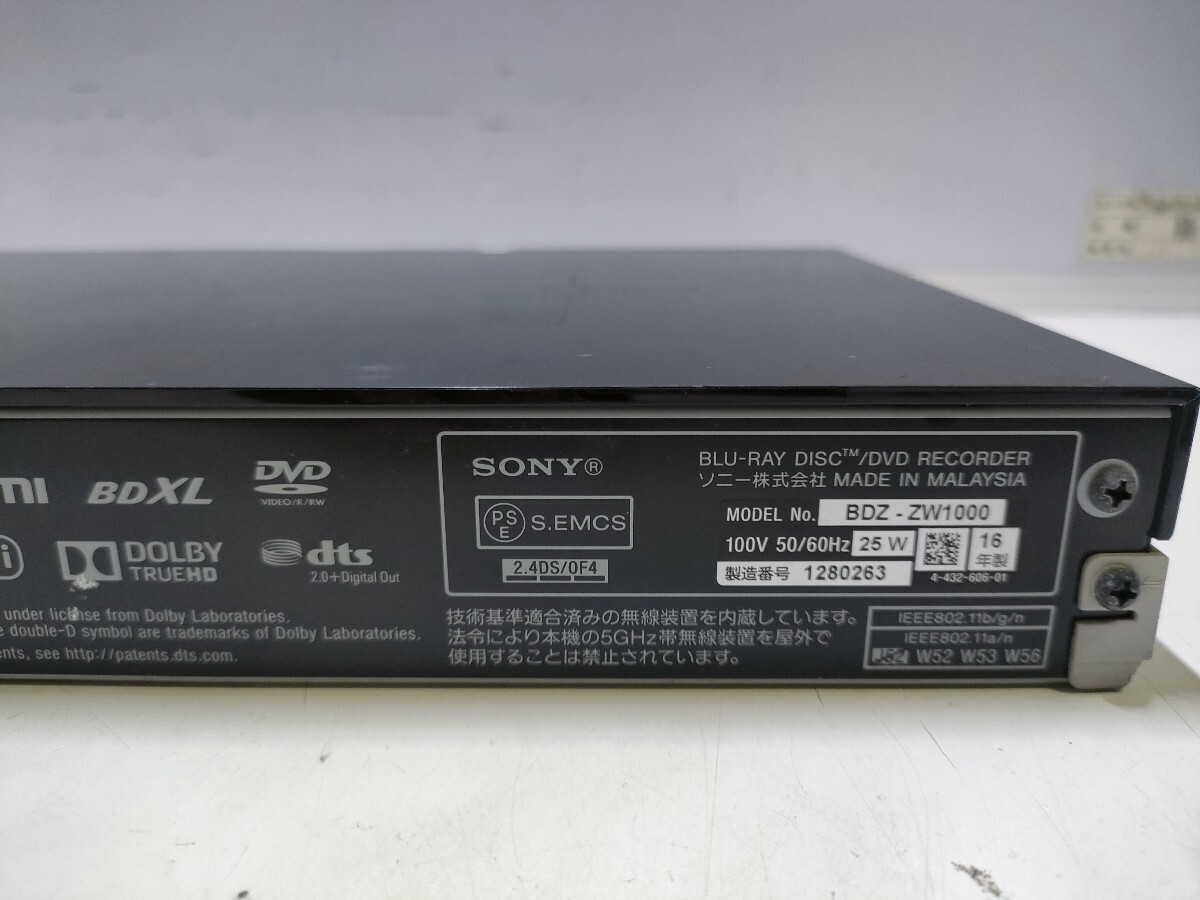 MI
BDXL
DVD
VIDEO/R/RW
DOLBY
TRUEHD
dts
2.0+Digital Out
under license from Dolby Laboratories.
double-D symbol are trademarks of Dolby Laboratories.
see http://patents.dts.com.
SONY®
PS
E
S.EMCS
2.4DS/OF4
BLU-RAY DISC™/DVD RECORDER
ソニー株式会社 MADE IN MALAYSIA
MODEL No. BDZ - ZW1000
100V 50/60Hz 25 W
16
年製
製造番号 1280263
4-432-606-01
技術基準適合済みの無線装置を内蔵しています。
法令により本機の5GHz帯無線装置を屋外で
使用することは禁止されています。
IEEE802.11b/g/n
IEEE802.11a/n
J52 W52 W53 W56